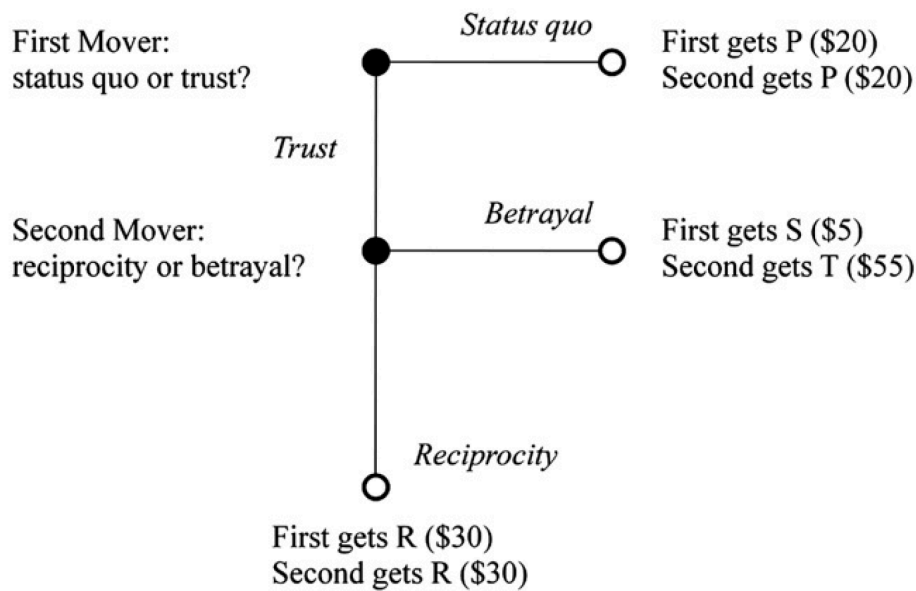 First Mover:
status quo or trust?
Status quo
First gets P ($20)
Second gets P ($20)
Trust
Second Mover:
reciprocity or betrayal?
Betrayal
First gets S ($5)
Second gets T ($55)
Reciprocity
First gets R ($30)
Second gets R ($30)